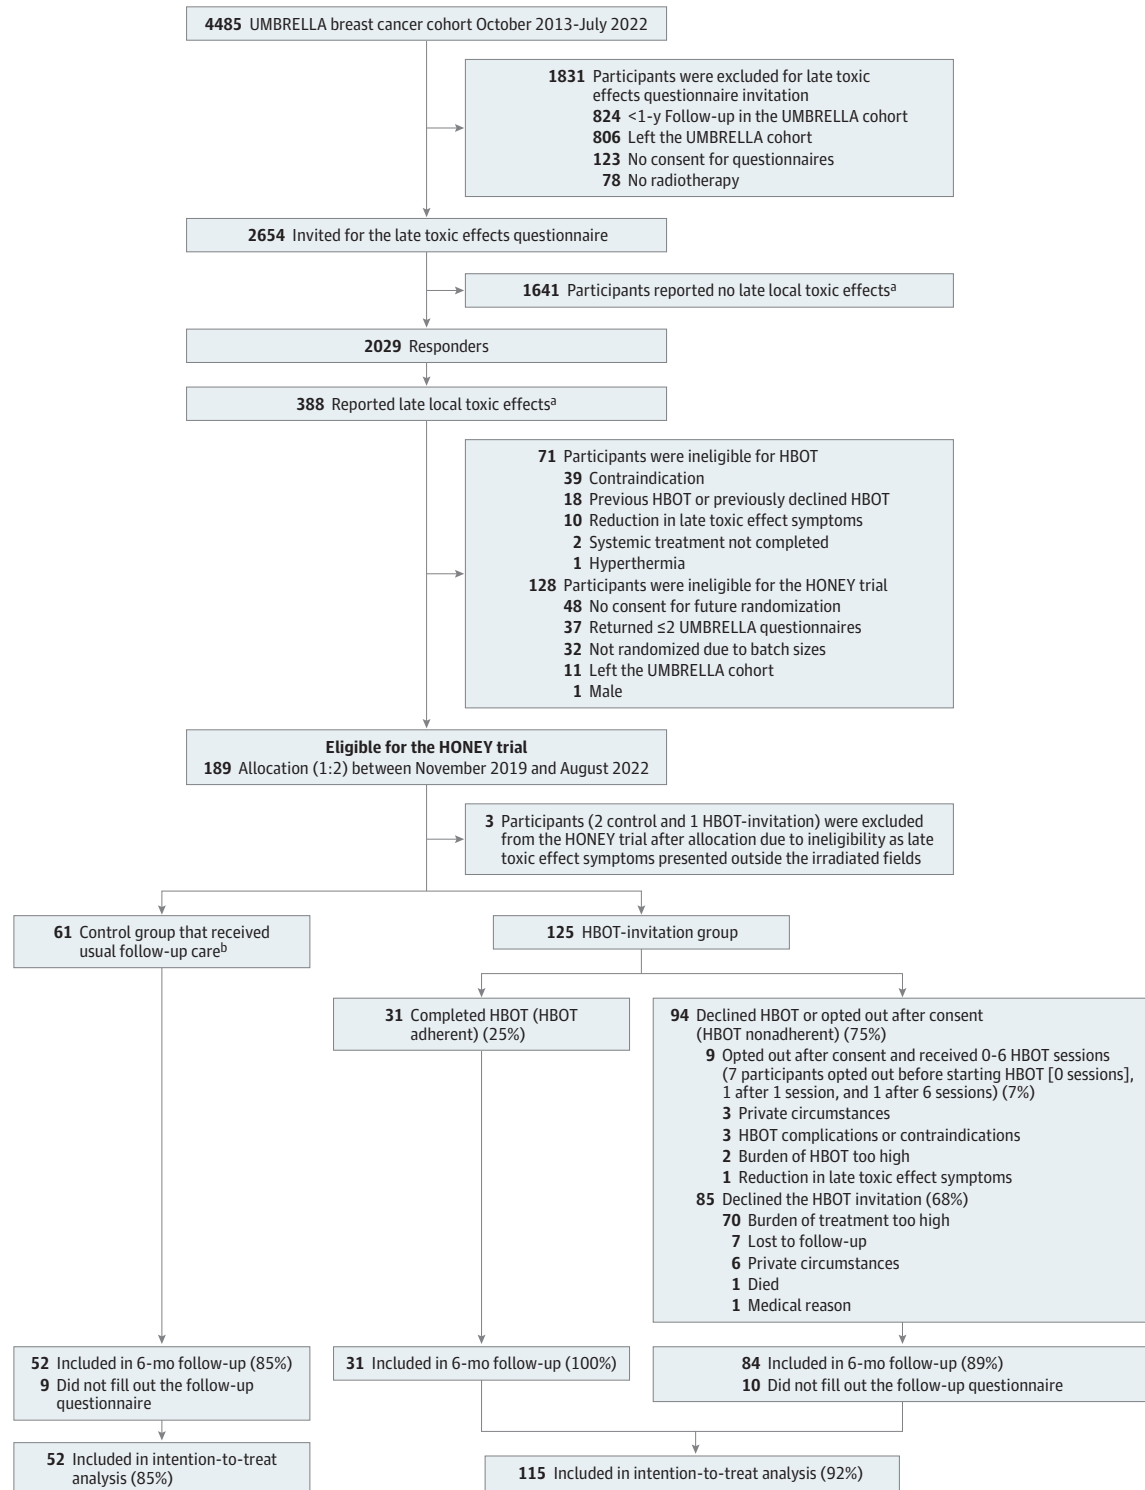 4485 UMBRELLA breast cancer cohort October 2013-July 2022
1831 Participants were excluded for late toxic
effects questionnaire invitation
824 <1-y Follow-up in the UMBRELLA cohort
806 Left the UMBRELLA cohort
123 No consent for questionnaires
78 No radiotherapy
2654 Invited for the late toxic effects questionnaire
1641 Participants reported no late local toxic effectsᵃ
2029 Responders
388 Reported late local toxic effectsᵃ
71 Participants were ineligible for HBOT
39 Contraindication
18 Previous HBOT or previously declined HBOT
10 Reduction in late toxic effect symptoms
2 Systemic treatment not completed
1 Hyperthermia
128 Participants were ineligible for the HONEY trial
48 No consent for future randomization
37 Returned ≤2 UMBRELLA questionnaires
32 Not randomized due to batch sizes
11 Left the UMBRELLA cohort
1 Male
Eligible for the HONEY trial
189 Allocation (1:2) between November 2019 and August 2022
3 Participants (2 control and 1 HBOT-invitation) were excluded
from the HONEY trial after allocation due to ineligibility as late
toxic effect symptoms presented outside the irradiated fields
61 Control group that received
usual follow-up careᵇ
125 HBOT-invitation group
31 Completed HBOT (HBOT
adherent) (25%)
94 Declined HBOT or opted out after consent
(HBOT nonadherent) (75%)
9 Opted out after consent and received 0-6 HBOT sessions
(7 participants opted out before starting HBOT [0 sessions],
1 after 1 session, and 1 after 6 sessions) (7%)
3 Private circumstances
3 HBOT complications or contraindications
2 Burden of HBOT too high
1 Reduction in late toxic effect symptoms
85 Declined the HBOT invitation (68%)
70 Burden of treatment too high
7 Lost to follow-up
6 Private circumstances
1 Died
1 Medical reason
52 Included in 6-mo follow-up (85%)
9 Did not fill out the follow-up
questionnaire
31 Included in 6-mo follow-up (100%)
84 Included in 6-mo follow-up (89%)
10 Did not fill out the follow-up questionnaire
52 Included in intention-to-treat
analysis (85%)
115 Included in intention-to-treat analysis (92%)